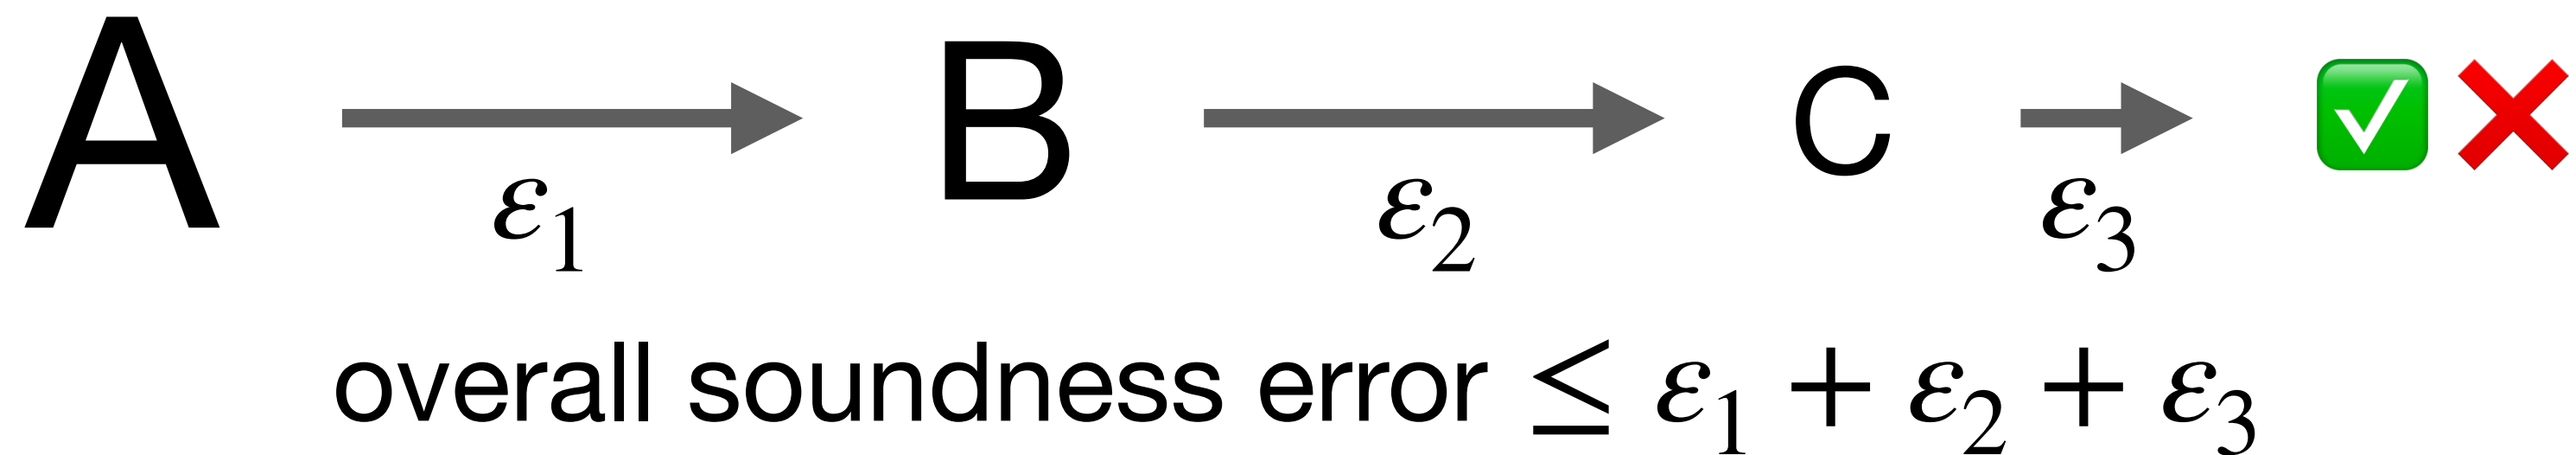 A B C ✅ ❌
ε₁ ε₂ ε₃
overall soundness error ≤ ε₁ + ε₂ + ε₃